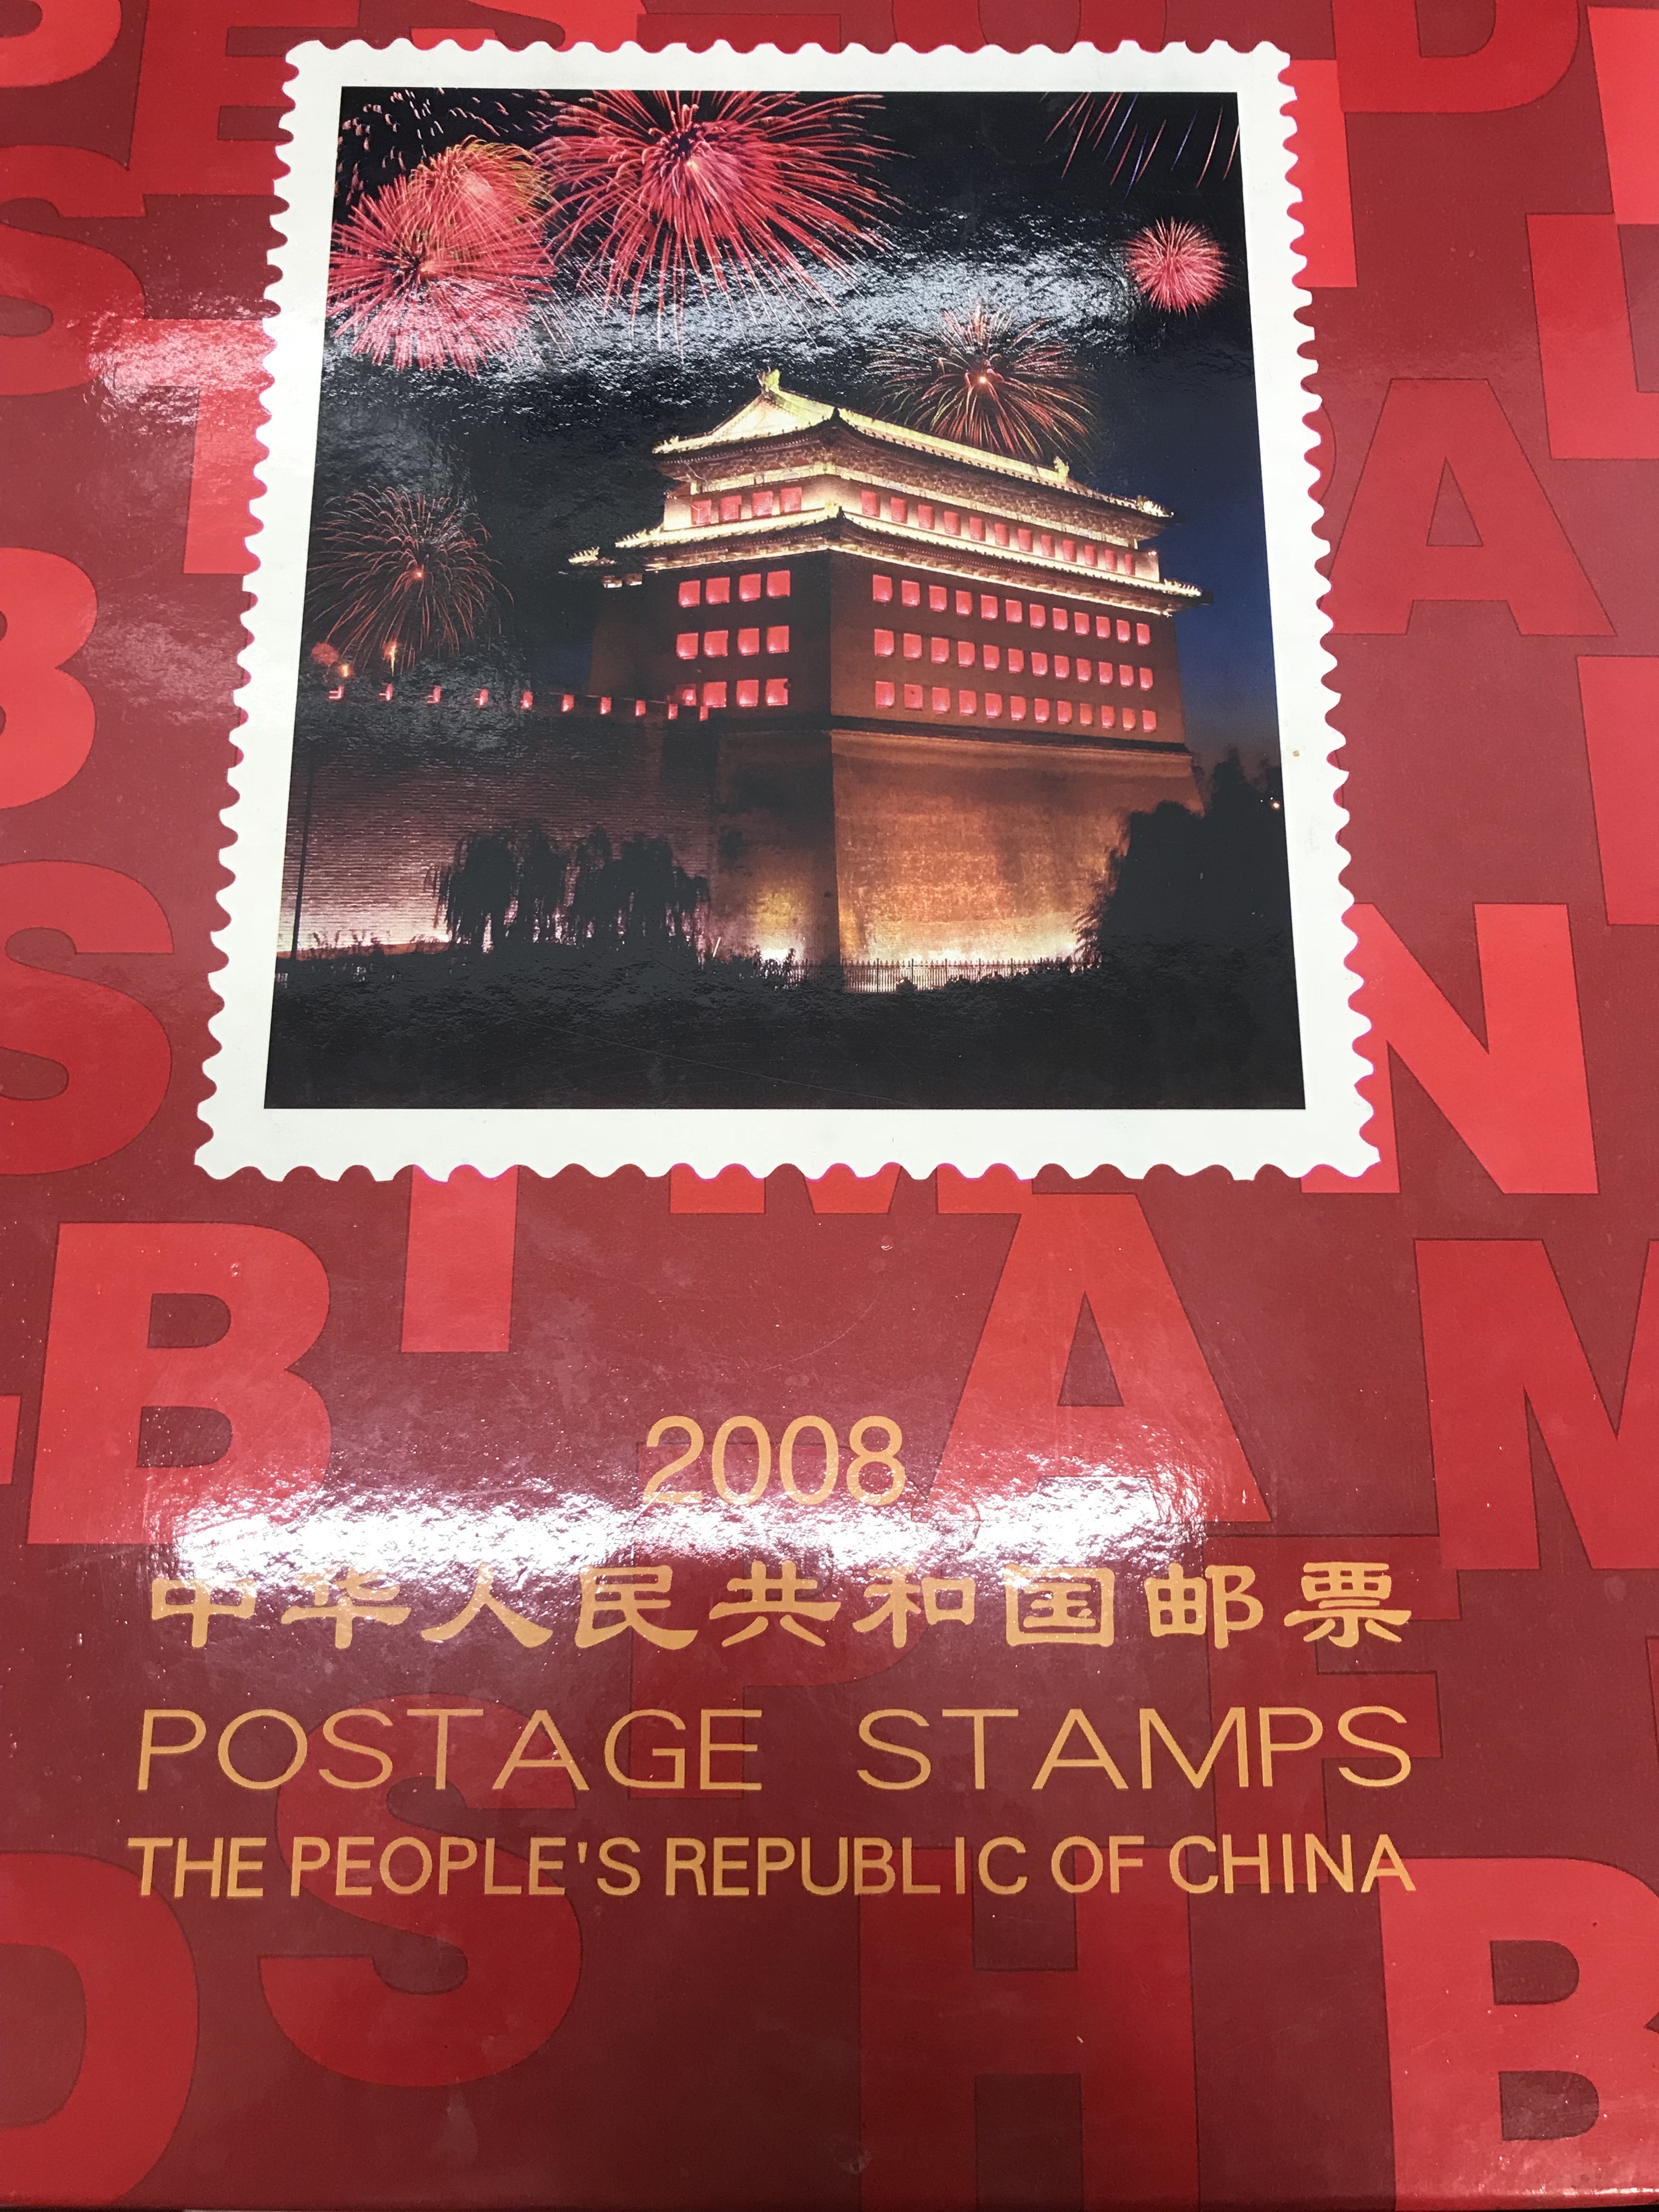 2008
中华人民共和国邮票
POSTAGE STAMPS
THE PEOPLE'S REPUBLIC OF CHINA